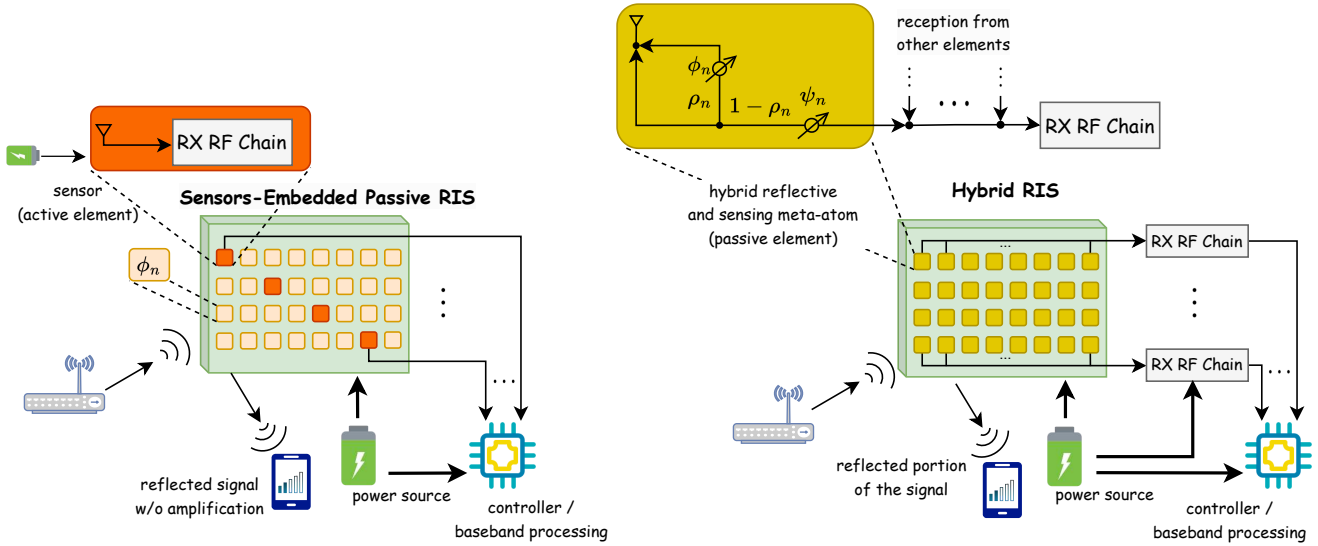 RX RF Chain
sensor
(active element)
Sensors-Embedded Passive RIS
ϕₙ
...
reflected signal
w/o amplification
power source
controller /
baseband processing
ϕₙ
ρₙ
1 − ρₙ
ψₙ
reception from
other elements
RX RF Chain
hybrid reflective
and sensing meta-atom
(passive element)
Hybrid RIS
...
RX RF Chain
...
RX RF Chain
...
reflected portion
of the signal
power source
controller /
baseband processing